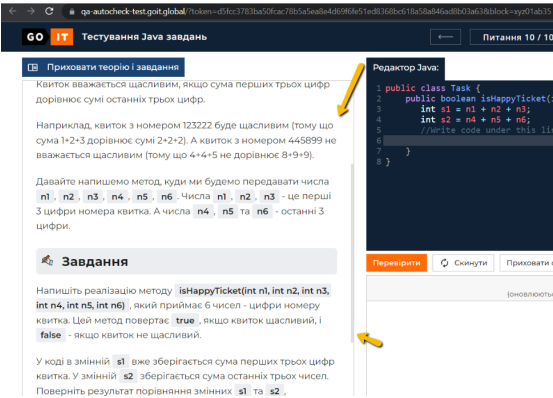 qa-autocheck-test.goit.global/?token=d5fcc3783ba50fcac78b5a5ea8e4d69f6fe51ed8368bc618a58a846ad8b03a63&block=xyz01ab35
GO IT Тестування Java завдань
Питання 10 / 10
Приховати теорію і завдання
Квиток вважається щасливим, якщо сума перших трьох цифр
дорівнює сумі останніх трьох цифр.
Наприклад, квиток з номером 123222 буде щасливим (тому що
сума 1+2+3 дорівнює сумі 2+2+2). А квиток з номером 445899 не
вважається щасливим (тому що 4+4+5 не дорівнює 8+9+9).
Давайте напишемо метод, куди ми будемо передавати числа
n1 , n2 , n3 , n4 , n5 , n6 . Числа n1 , n2 , n3 - це перші
3 цифри номера квитка. А числа n4 , n5 та n6 - останні 3
цифри.
Завдання
Напишіть реалізацію методу isHappyTicket(int n1, int n2, int n3,
int n4, int n5, int n6) , який приймає 6 чисел - цифри номеру
квитка. Цей метод повертає true , якщо квиток щасливий, і
false - якщо квиток не щасливий.
У коді в змінній s1 вже зберігається сума перших трьох цифр
квитка. У змінній s2 зберігається сума останніх трьох чисел.
Поверніть результат порівняння змінних s1 та s2 ,
Редактор Java:
1 public class Task {
2 public boolean isHappyTicket(i
3 int s1 = n1 + n2 + n3;
4 int s2 = n4 + n5 + n6;
5 //Write code under this lin
6
7 }
8 }
Перевірити
Скинути
Приховати
(оновлюють